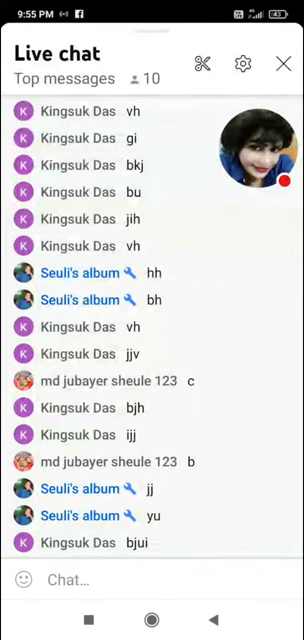 9:55 PM
43
Live chat
Top messages 10
Kingsuk Das vh
Kingsuk Das gi
Kingsuk Das bkj
Kingsuk Das bu
Kingsuk Das jih
Kingsuk Das vh
Seuli's album hh
Seuli's album bh
Kingsuk Das vh
Kingsuk Das jjv
md jubayer sheule 123 c
Kingsuk Das bjh
Kingsuk Das ijj
md jubayer sheule 123 b
Seuli's album jj
Seuli's album yu
Kingsuk Das bjui
Chat...